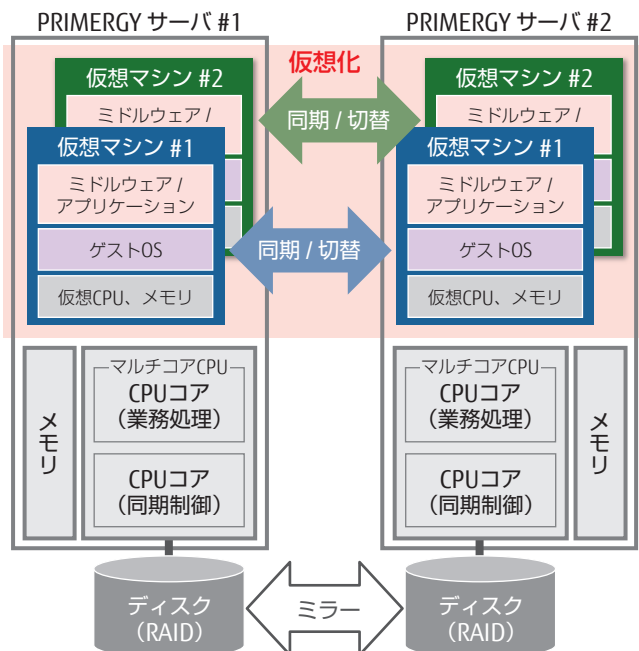 PRIMERGY サーバ #1
PRIMERGY サーバ #2
仮想化
仮想マシン #2
ミドルウェア /
仮想マシン #1
ミドルウェア /
アプリケーション
ゲストOS
仮想CPU、メモリ
同期 / 切替
同期 / 切替
仮想マシン #2
ミドルウェア /
仮想マシン #1
ミドルウェア /
アプリケーション
ゲストOS
仮想CPU、メモリ
メモリ
マルチコアCPU
CPUコア
（業務処理）
CPUコア
（同期制御）
マルチコアCPU
CPUコア
（業務処理）
CPUコア
（同期制御）
メモリ
ディスク
（RAID）
ミラー
ディスク
（RAID）